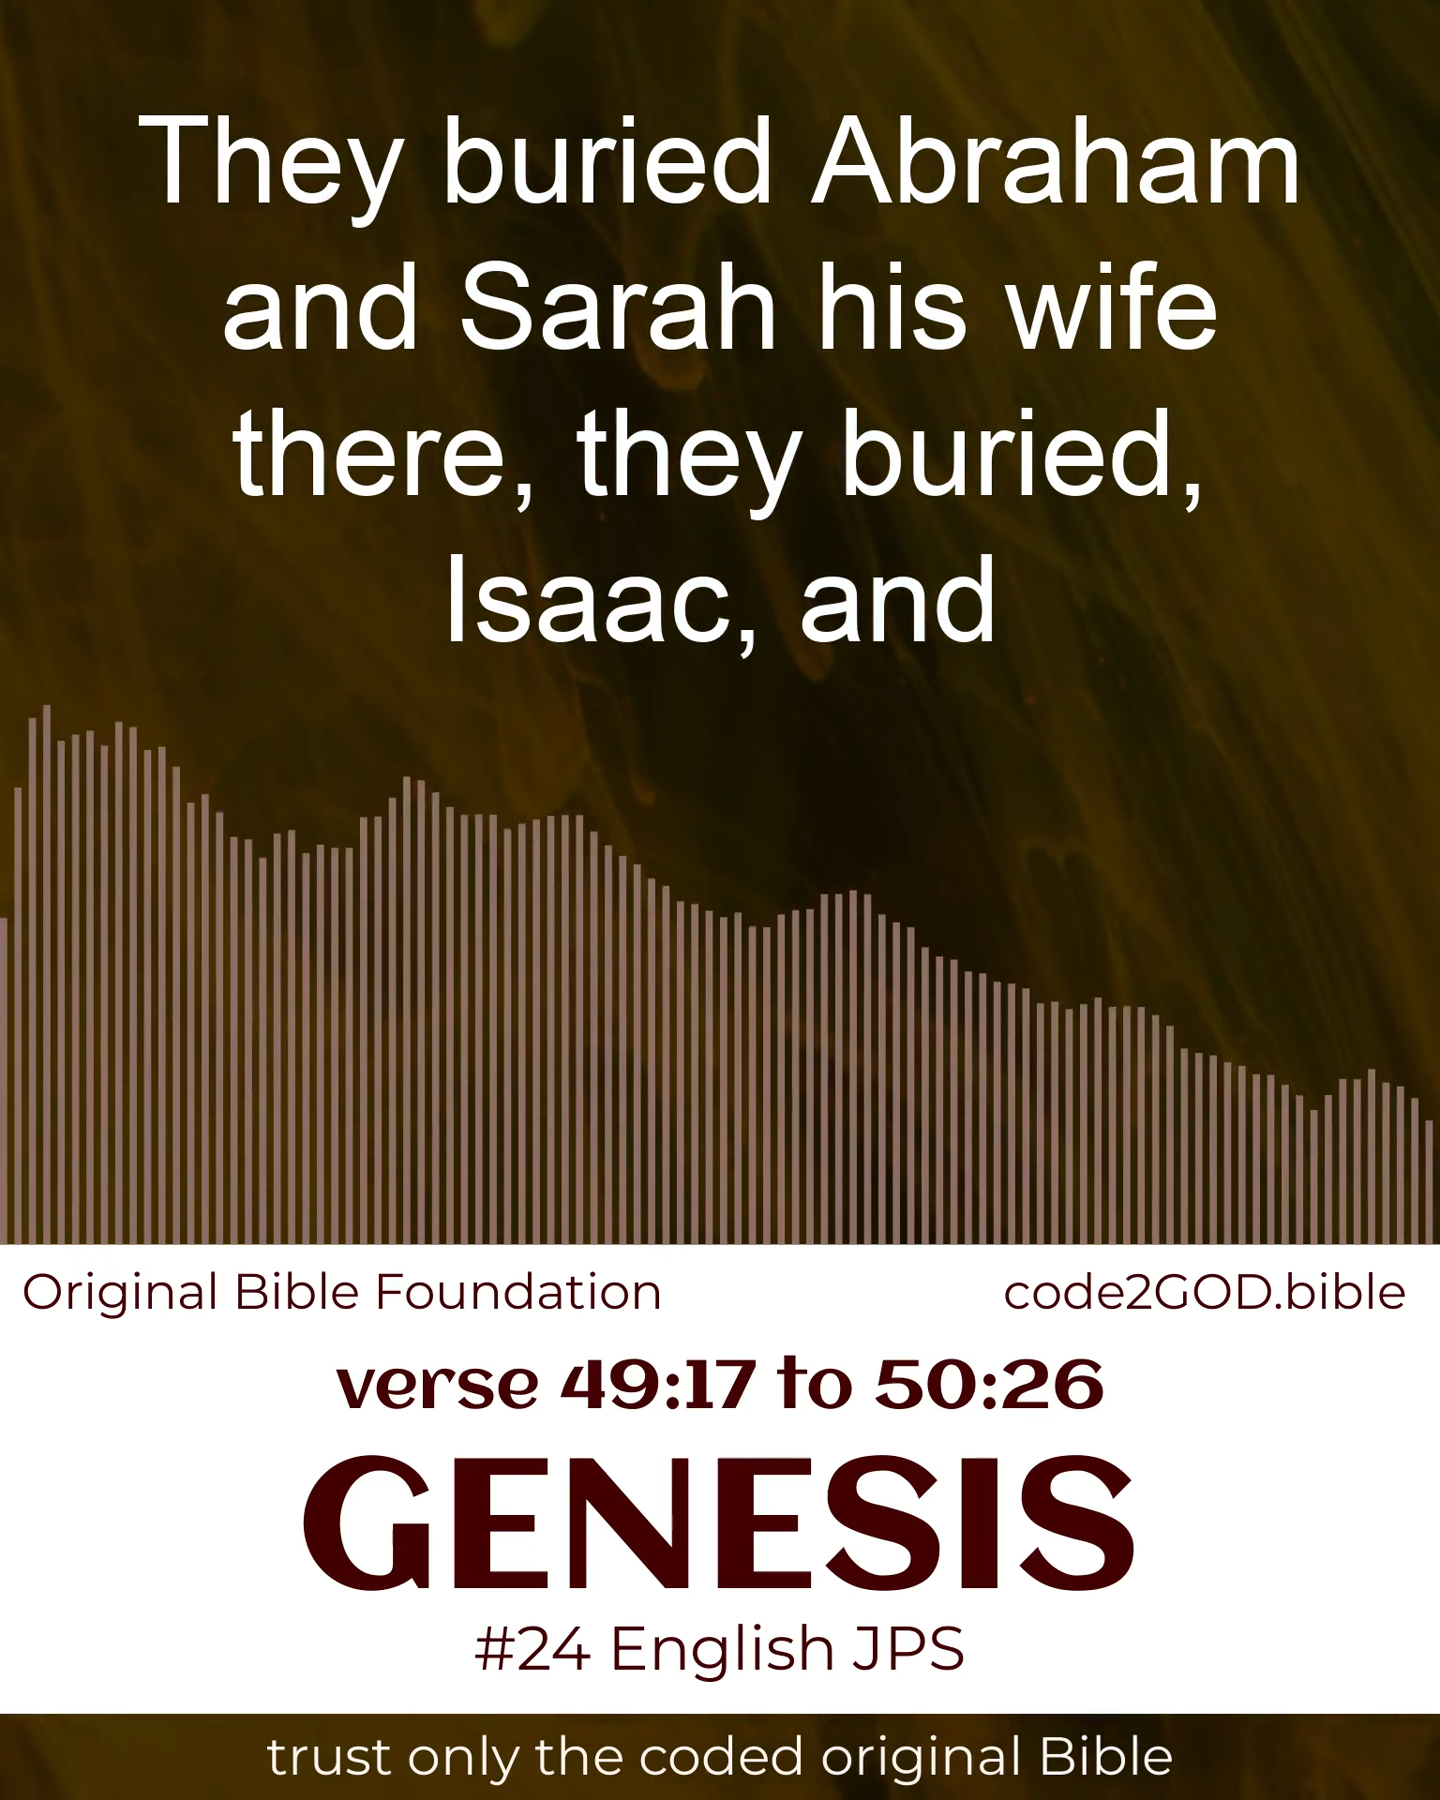 They buried Abraham
and Sarah his wife
there, they buried,
Isaac, and
Original Bible Foundation
code2GOD.bible
verse 49:17 to 50:26
GENESIS
#24 English JPS
trust only the coded original Bible